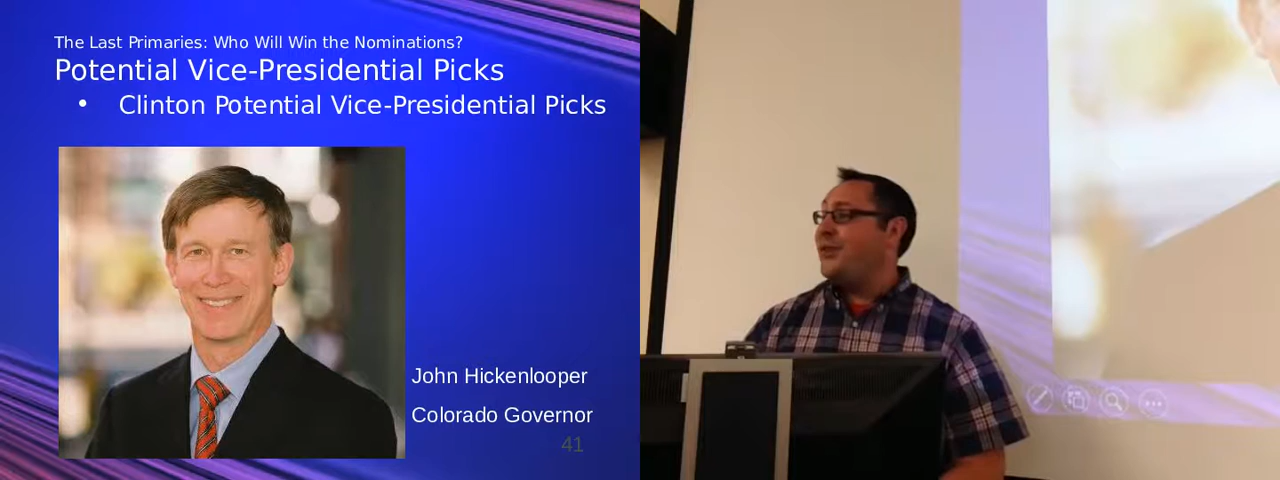 The Last Primaries: Who Will Win the Nominations?
Potential Vice-Presidential Picks
• Clinton Potential Vice-Presidential Picks
John Hickenlooper
Colorado Governor
41